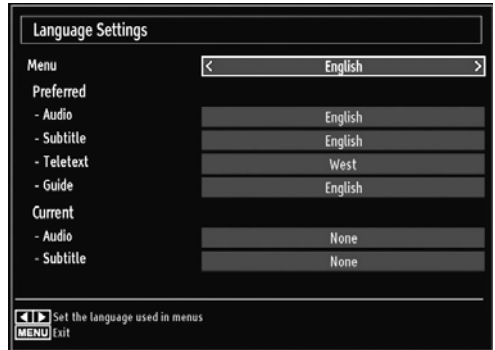 Language Settings
Menu < English >
Preferred
- Audio English
- Subtitle English
- Teletext West
- Guide English
Current
- Audio None
- Subtitle None
Set the language used in menus
MENU Exit